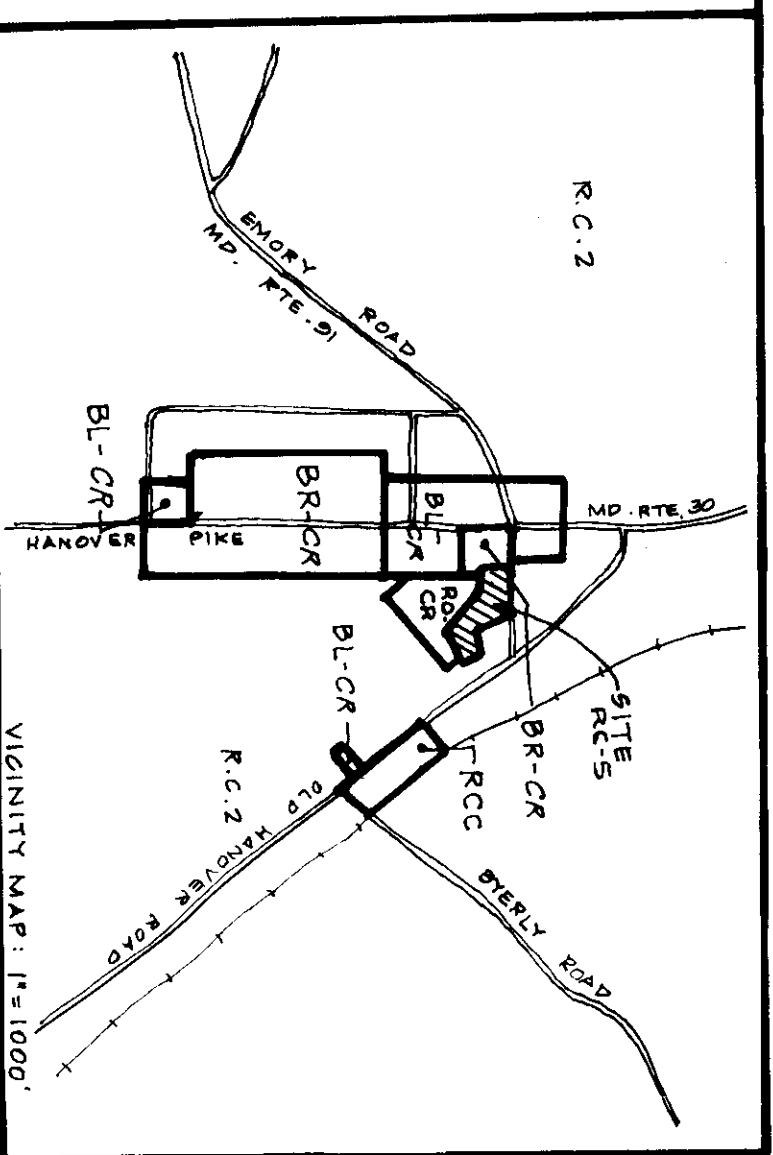 R.C.2
EMORY ROAD
MD. RTE. 91
BL-CR
BR-CR
BL-
CR
MD. RTE. 30
HANOVER PIKE
RO.
CR
SITE
RC-5
BR-CR
RCC
BL-CR
R.C.2
OLD HANOVER ROAD
BYERLY ROAD
VICINITY MAP: 1"=1000'